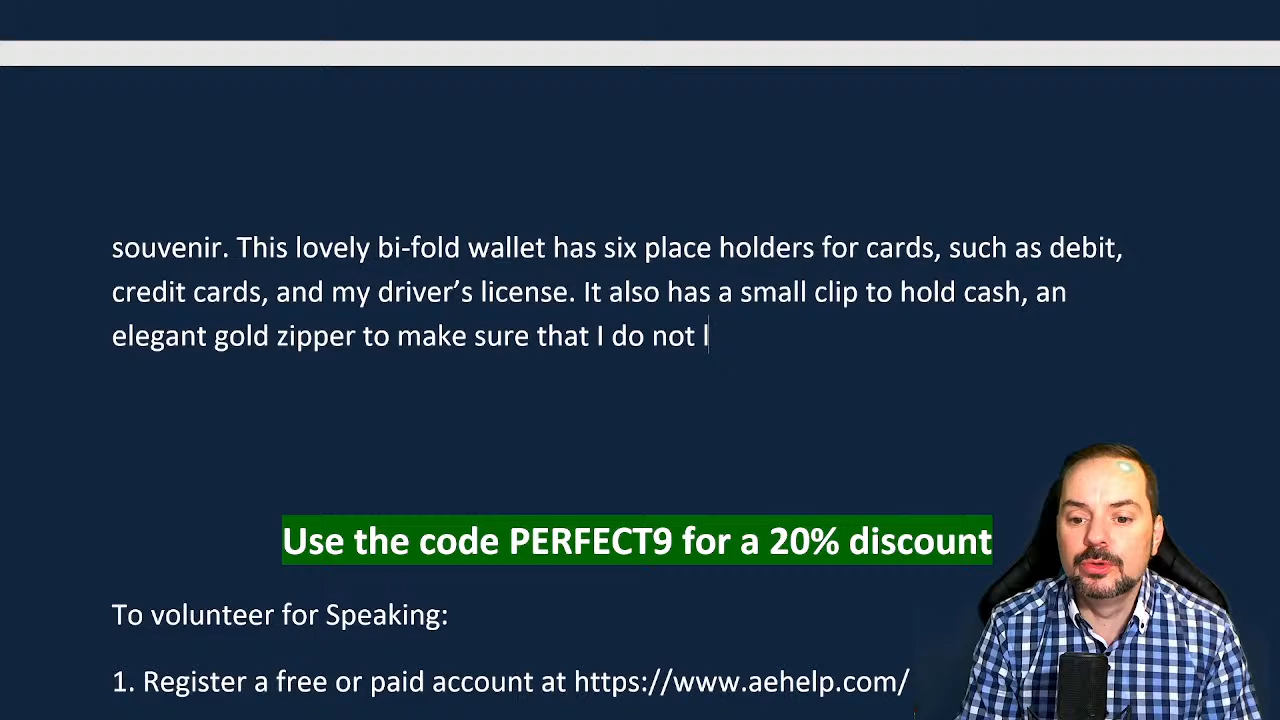 souvenir. This lovely bi-fold wallet has six place holders for cards, such as debit,
credit cards, and my driver’s license. It also has a small clip to hold cash, an
elegant gold zipper to make sure that I do not l
Use the code PERFECT9 for a 20% discount
To volunteer for Speaking:
1. Register a free or paid account at https://www.aehelp.com/